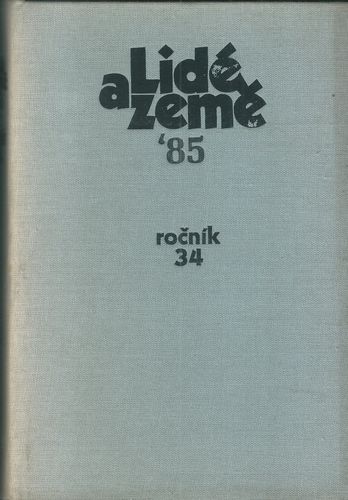 Lidé
a země
'85
ročník
34